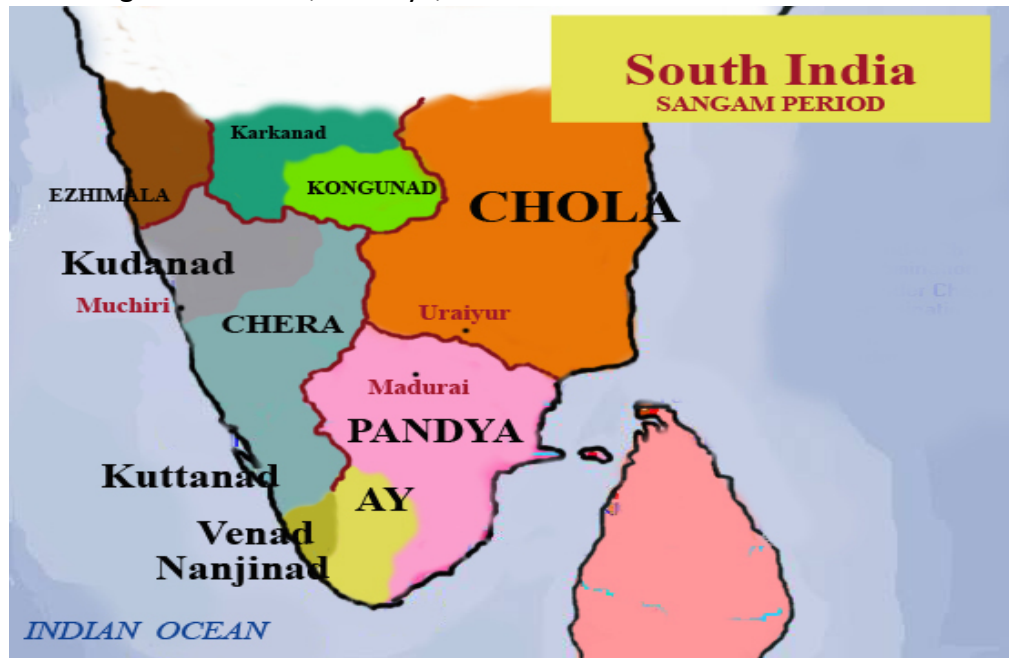 South India
SANGAM PERIOD
Karkanad
EZHIMALA
KONGUNAD
CHOLA
Kudanad
Muchiri
CHERA
Uraiyur
Madurai
PANDYA
Kuttanad
AY
Venad
Nanjinad
INDIAN OCEAN